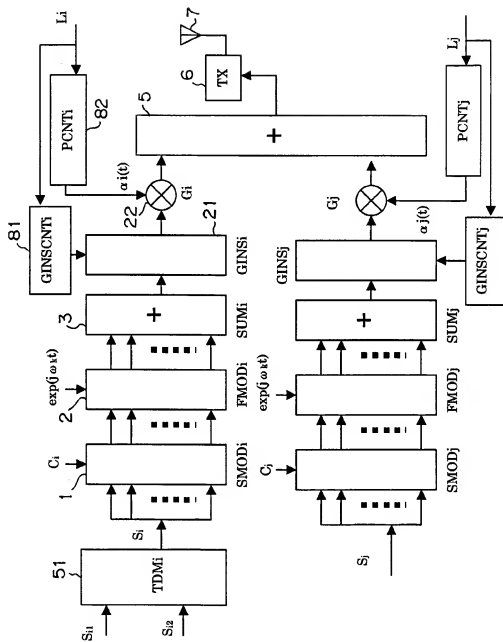 Li
PCNTi
82
81
GINSCNTi
αi(t)
22
Gi
21
GINSi
3
+
SUMi
exp(jωkt)
2
FMODi
Ci
1
SMODi
Si
51
TDMi
Si1
Si2
7
6
TX
5
+
Lj
PCNTj
Gj
αj(t)
GINSCNTj
GINSj
+
SUMj
exp(jωkt)
FMODj
Cj
SMODj
Sj